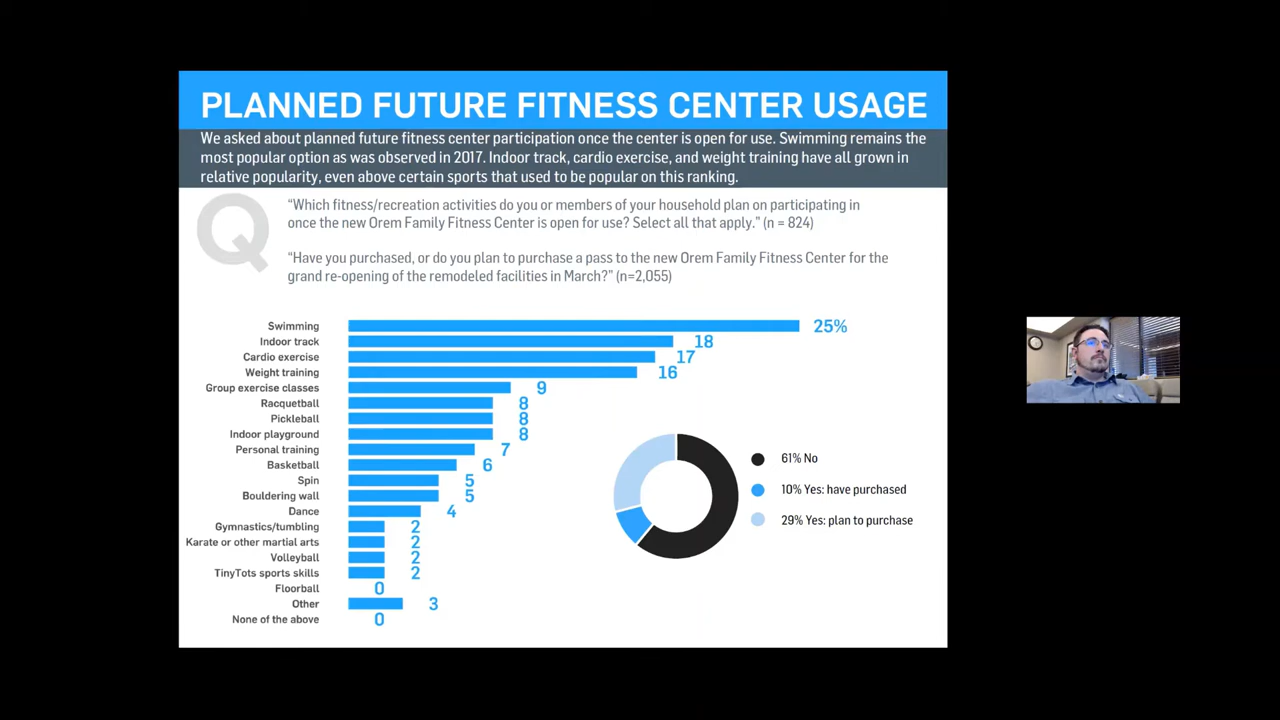 PLANNED FUTURE FITNESS CENTER USAGE
We asked about planned future fitness center participation once the center is open for use. Swimming remains the
most popular option as was observed in 2017. Indoor track, cardio exercise, and weight training have all grown in
relative popularity, even above certain sports that used to be popular on this ranking.
Q
“Which fitness/recreation activities do you or members of your household plan on participating in
once the new Orem Family Fitness Center is open for use? Select all that apply.” (n = 824)
“Have you purchased, or do you plan to purchase a pass to the new Orem Family Fitness Center for the
grand re-opening of the remodeled facilities in March?” (n=2,055)
Swimming 25%
Indoor track 18
Cardio exercise 17
Weight training 16
Group exercise classes 9
Racquetball 8
Pickleball 8
Indoor playground 8
Personal training 7
Basketball 6
Spin 5
Bouldering wall 5
Dance 4
Gymnastics/tumbling 2
Karate or other martial arts 2
Volleyball 2
TinyTots sports skills 2
Floorball 0
Other 3
None of the above 0
61% No
10% Yes: have purchased
29% Yes: plan to purchase